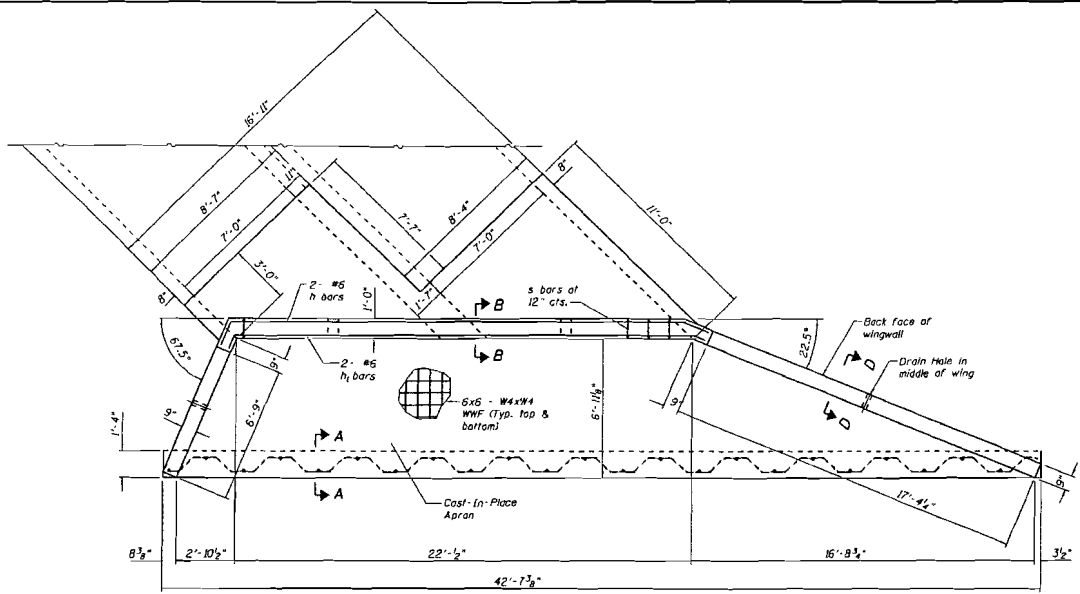 16'-11"
8'-7"
11"
7'-0"
3'-0"
8"
7'-7"
8'-4"
7'-0"
8"
11'-0"
1'-7"
2- #6
h bars
1'-0"
B
B
s bars at
12" cts.
67.5°
22.5°
Back face of
wingwall
D
Drain Hole in
middle of wing
D
2- #6
h₁ bars
9"
9"
6'-9"
6x6 - W4xW4
WWF (Typ. top &
bottom)
6'-11⅛"
9"
1'-4"
A
A
Cast-In-Place
Apron
17'-4¼"
9"
8⅜"
2'-10½"
22'-½"
16'-8¾"
3½"
42'-7⅜"